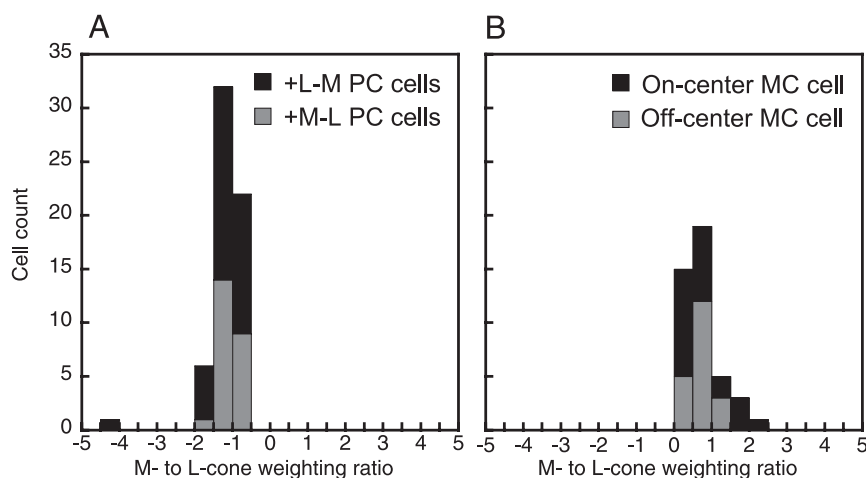 A
B
35
30
25
20
15
10
5
0
Cell count
+L-M PC cells
+M-L PC cells
On-center MC cell
Off-center MC cell
-5 -4 -3 -2 -1 0 1 2 3 4 5
-5 -4 -3 -2 -1 0 1 2 3 4 5
M- to L-cone weighting ratio
M- to L-cone weighting ratio